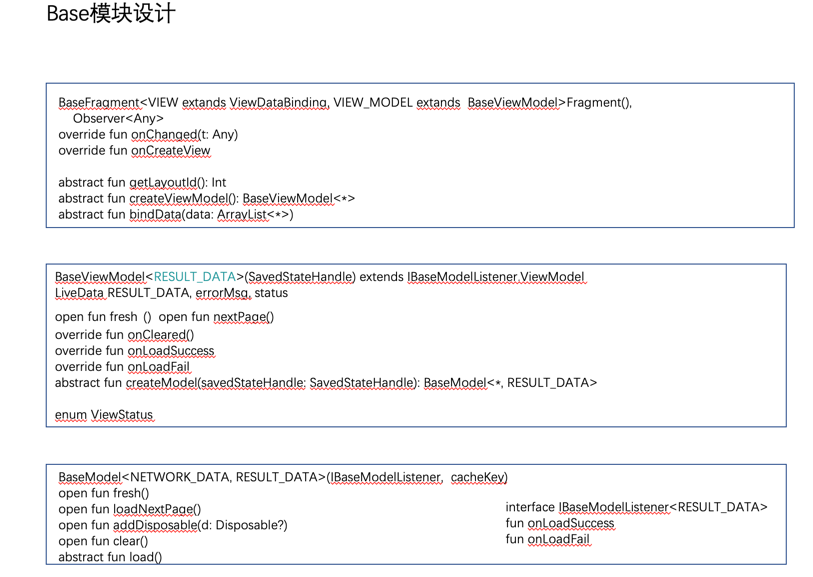 Base模块设计
BaseFragment<VIEW extands ViewDataBinding, VIEW_MODEL extands  BaseViewModel>Fragment(),
Observer<Any>
override fun onChanged(t: Any)
override fun onCreateView
abstract fun getLayoutId(): Int
abstract fun createViewModel(): BaseViewModel<*>
abstract fun bindData(data: ArrayList<*>)
BaseViewModel<RESULT_DATA>(SavedStateHandle) extends IBaseModelListener.ViewModel
LiveData RESULT_DATA, errorMsg, status
open fun fresh () open fun nextPage()
override fun onCleared()
override fun onLoadSuccess
override fun onLoadFail
abstract fun createModel(savedStateHandle: SavedStateHandle): BaseModel<*, RESULT_DATA>
enum ViewStatus
BaseModel<NETWORK_DATA, RESULT_DATA>(IBaseModelListener, cacheKey)
open fun fresh()
open fun loadNextPage()
open fun addDisposable(d: Disposable?)
open fun clear()
abstract fun load()
interface IBaseModelListener<RESULT_DATA>
fun onLoadSuccess
fun onLoadFail